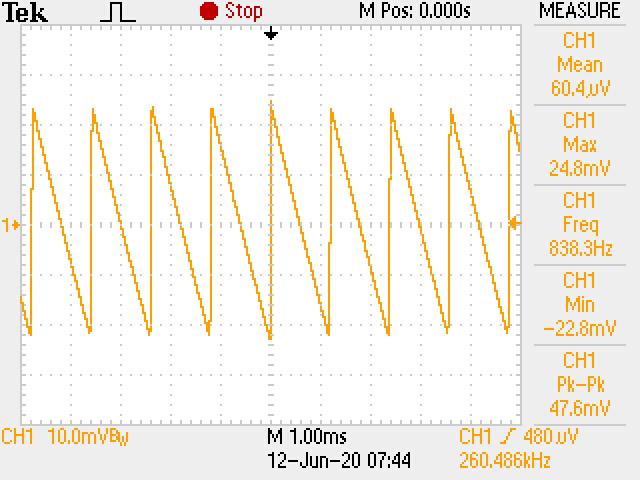 Tek Stop M Pos: 0.000s MEASURE
CH1
Mean
60.4µV
CH1
Max
24.8mV
CH1
Freq
838.3Hz
CH1
Min
-22.8mV
CH1
Pk-Pk
47.6mV
1
CH1 10.0mVBW M 1.00ms CH1 480µV
12-Jun-20 07:44 260.486kHz